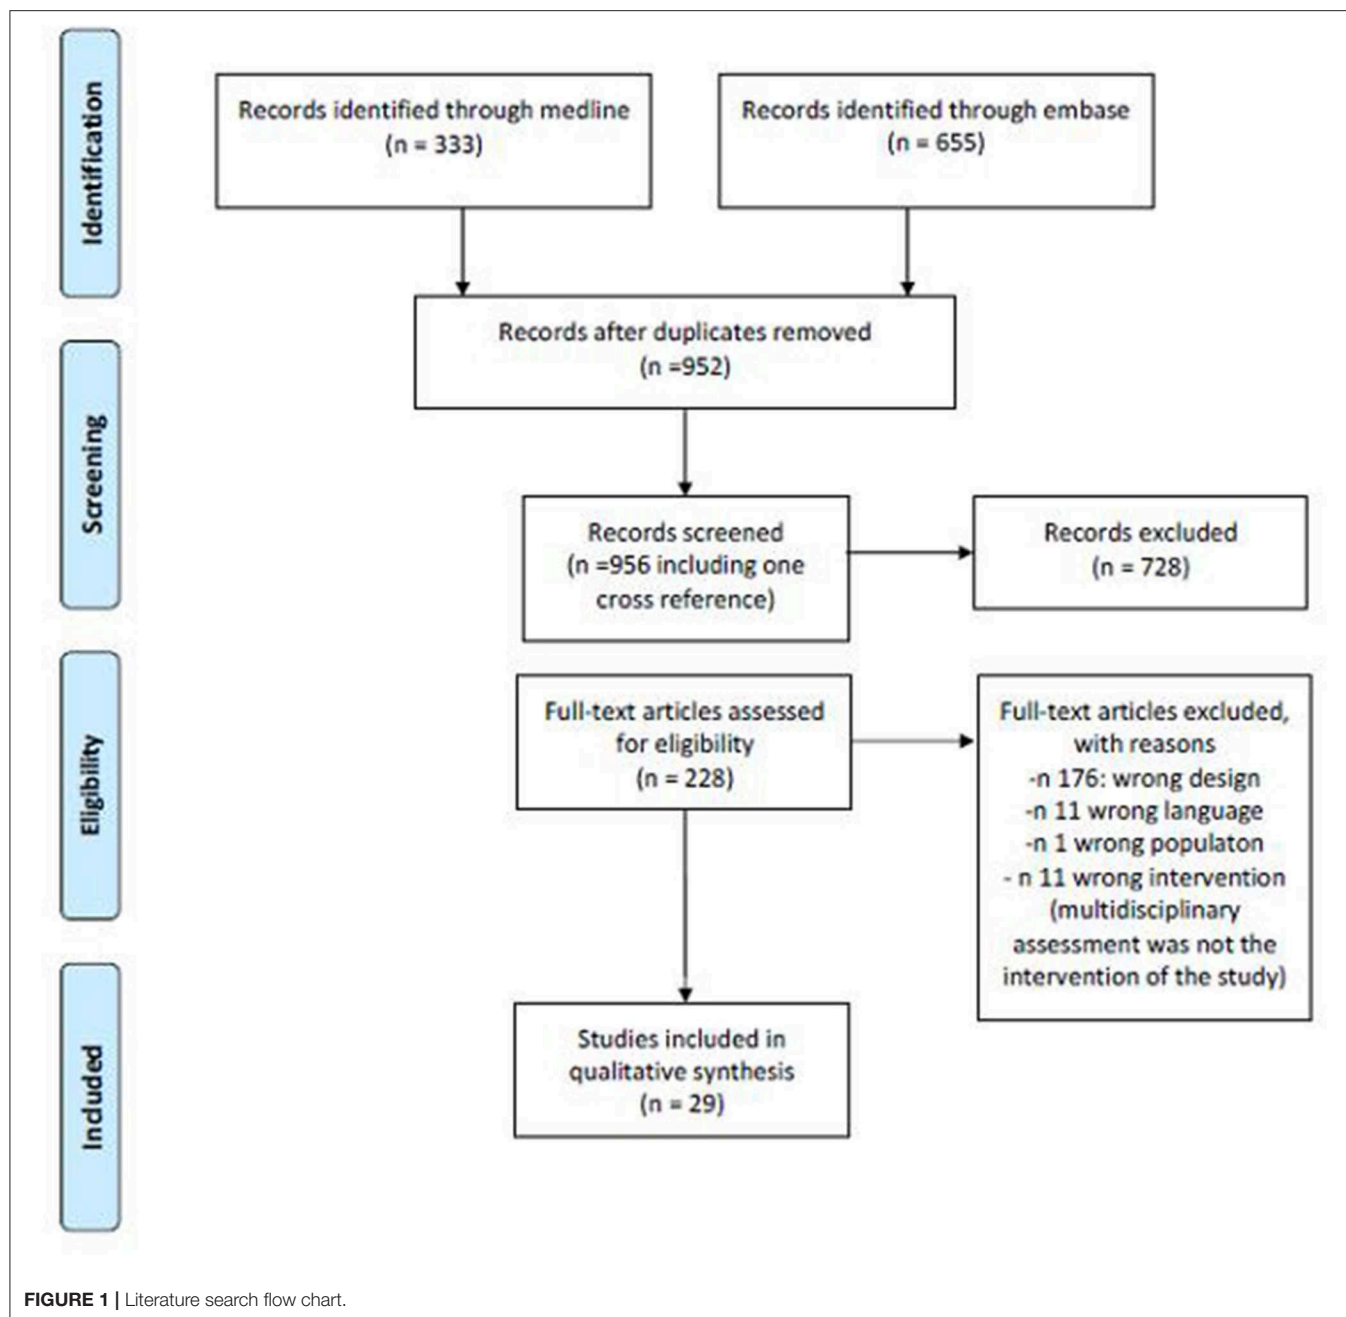 Identification
Records identified through medline
(n = 333)
Records identified through embase
(n = 655)
Records after duplicates removed
(n =952)
Screening
Records screened
(n =956 including one
cross reference)
Records excluded
(n = 728)
Eligibility
Full-text articles assessed
for eligibility
(n = 228)
Full-text articles excluded,
with reasons
-n 176: wrong design
-n 11 wrong language
-n 1 wrong populaton
- n 11 wrong intervention
(multidisciplinary
assessment was not the
intervention of the study)
Included
Studies included in
qualitative synthesis
(n = 29)
FIGURE 1 | Literature search flow chart.